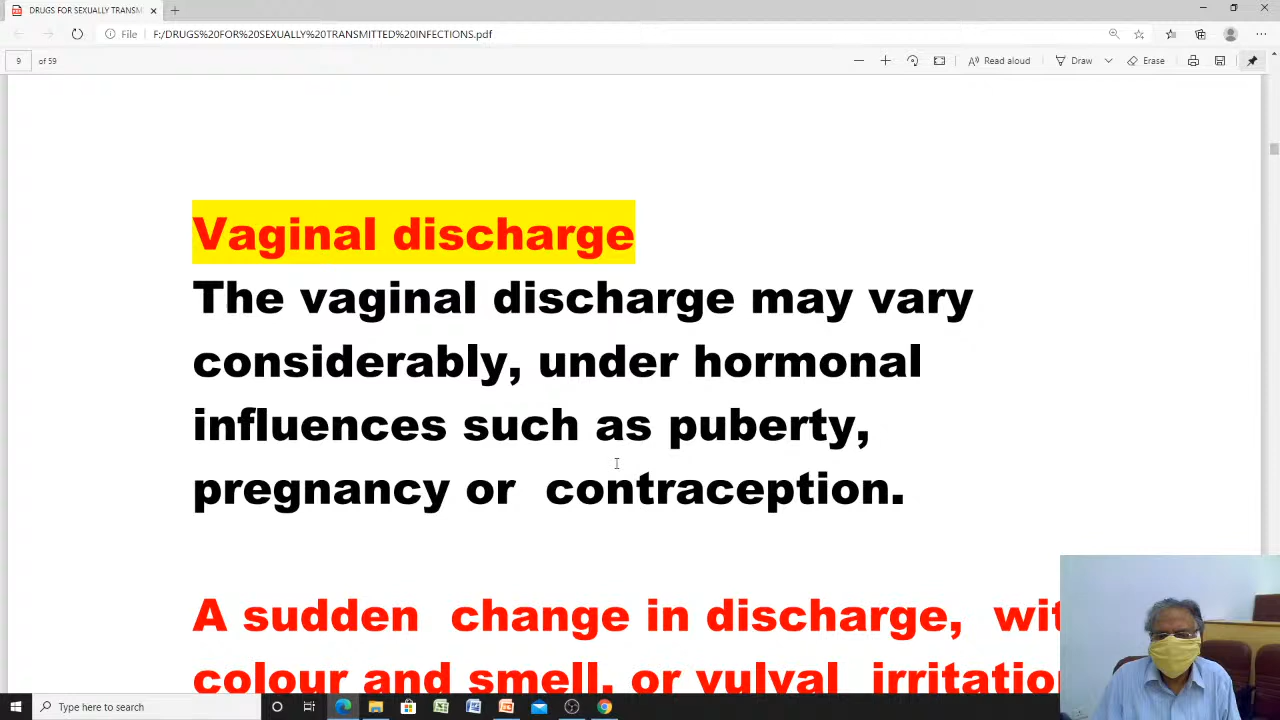 DRUGS FOR SEXUALLY TRANSM
File F:/DRUGS%20FOR%20SEXUALLY%20TRANSMITTED%20INFECTIONS.pdf
9 of 59 Read aloud Draw Erase
Vaginal discharge
The vaginal discharge may vary
considerably, under hormonal
influences such as puberty,
pregnancy or contraception.
A sudden change in discharge, wit
colour and smell, or vulval irritation
Type here to search